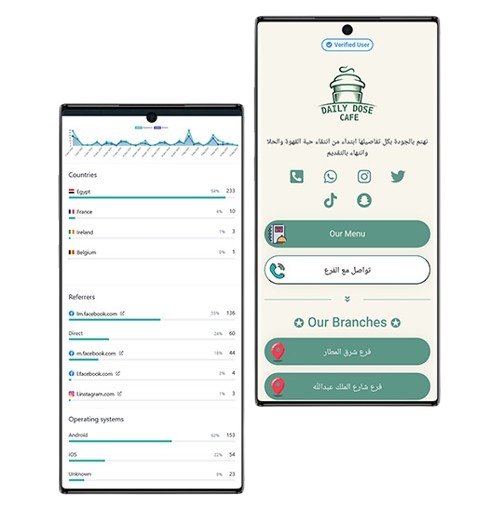 Countries
Egypt 94% 233
France 4% 10
Ireland 1% 3
Belgium 0% 1
Referrers
lm.facebook.com 55% 136
Direct 24% 60
m.facebook.com 18% 44
l.facebook.com 2% 4
l.instagram.com 1% 3
Operating systems
Android 62% 153
iOS 22% 54
Unknown 9% 23
Verified User
DAILY DOSE
CAFE
نهتم بالجودة بكل تفاصيلها ابتداء من انتقاء حبة القهوة والحلا
وانتهاء بالتقديم
Our Menu
تواصل مع الفرع
Our Branches
فرع شرق المطار
فرع شارع الملك عبدالله